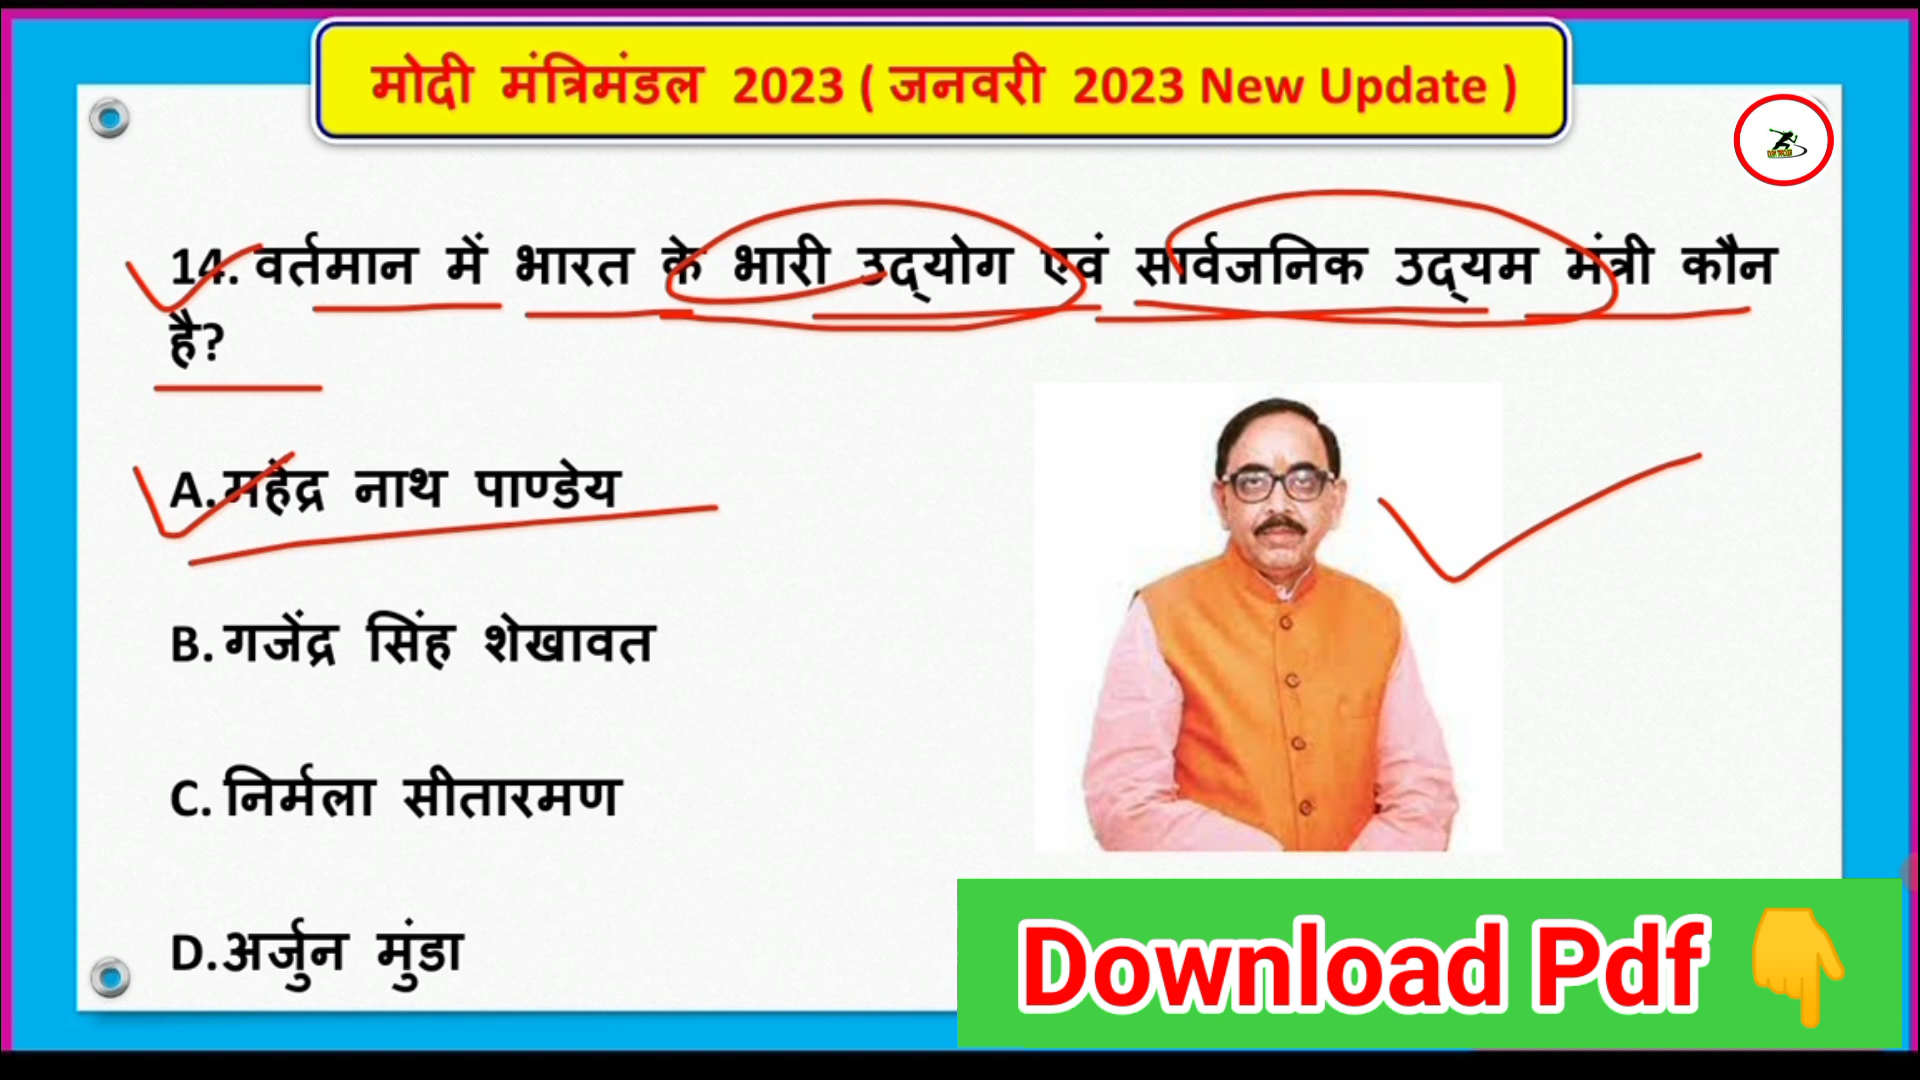 मोदी मंत्रिमंडल 2023 ( जनवरी 2023 New Update )
14. वर्तमान में भारत के भारी उद्योग एवं सार्वजनिक उद्यम मंत्री कौन
है?
A. महेंद्र नाथ पाण्डेय
B. गजेंद्र सिंह शेखावत
C. निर्मला सीतारमण
D. अर्जुन मुंडा
Download Pdf